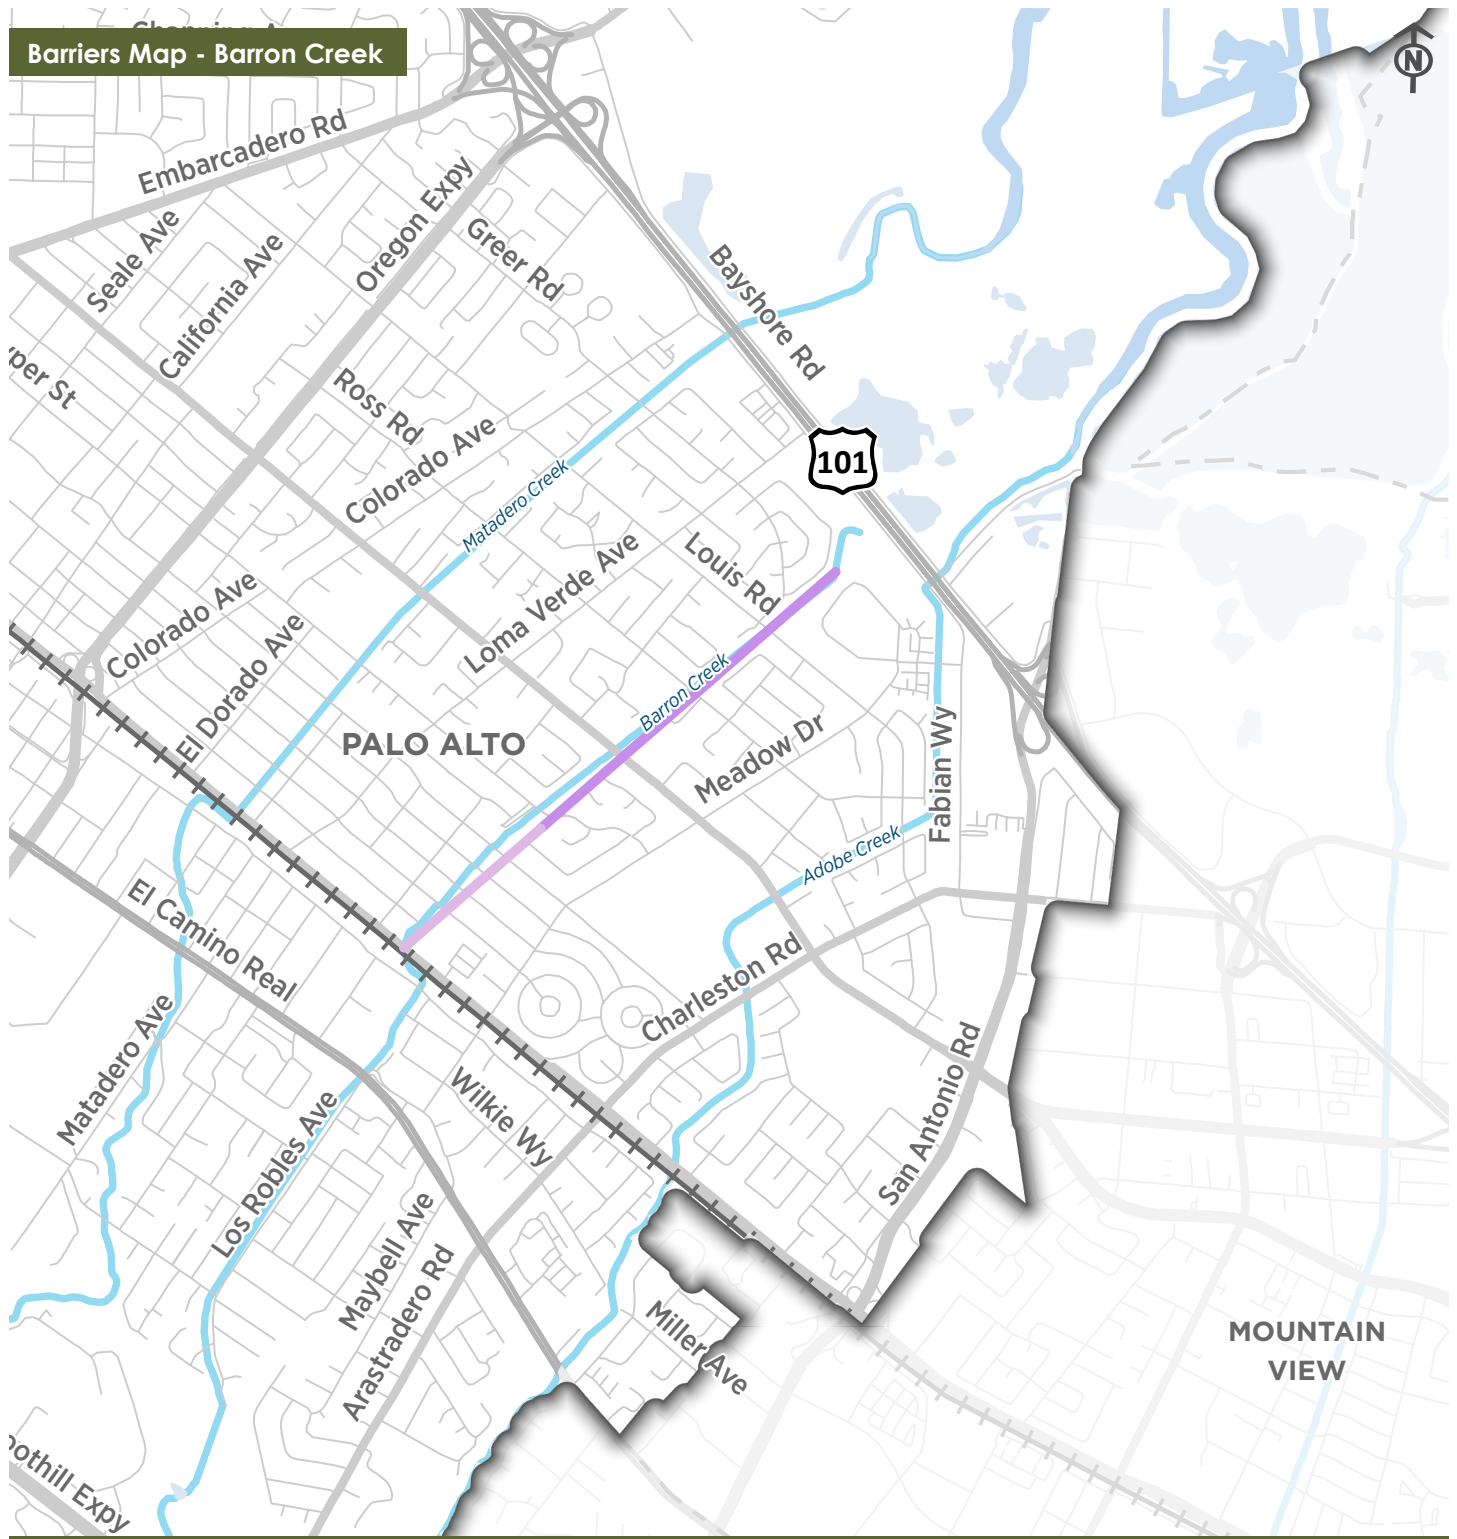 Barriers Map - Barron Creek
N
Embarcadero Rd
Seale Ave
California Ave
Oregon Expy
Greer Rd
Bayshore Rd
Ross Rd
Colorado Ave
101
Matadero Creek
Louis Rd
Loma Verde Ave
Colorado Ave
El Dorado Ave
Barron Creek
PALO ALTO
Meadow Dr
Fabian Wy
Adobe Creek
El Camino Real
Charleston Rd
Matadero Ave
Wilkie Wy
San Antonio Rd
Los Robles Ave
Maybell Ave
Arastradero Rd
Miller Ave
MOUNTAIN
VIEW
Expy